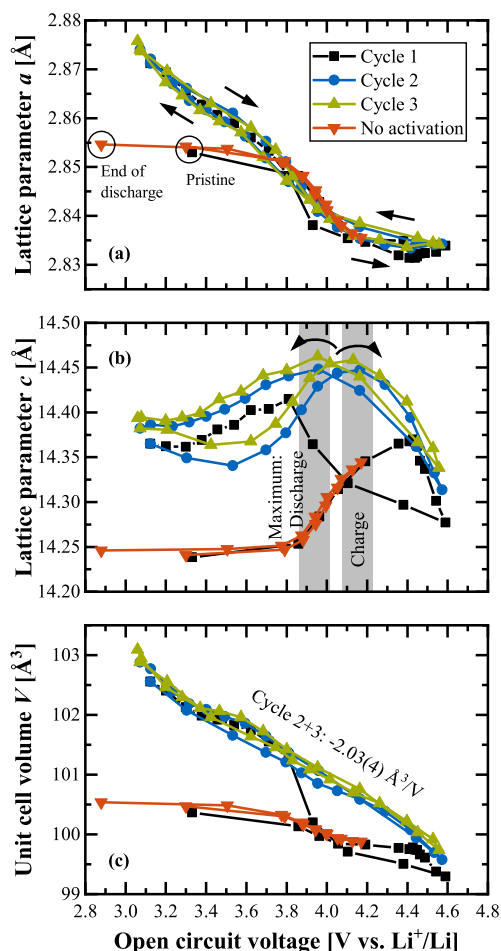 2.88
2.87
2.86
2.85
2.84
2.83
Lattice parameter a [Å]
Cycle 1
Cycle 2
Cycle 3
No activation
End of
discharge
Pristine
(a)
14.50
14.45
14.40
14.35
14.30
14.25
14.20
Lattice parameter c [Å]
(b)
Maximum:
Discharge
Charge
103
102
101
100
99
Unit cell volume V [Å³]
Cycle 2+3: -2.03(4) Å³/V
(c)
2.8 3.0 3.2 3.4 3.6 3.8 4.0 4.2 4.4 4.6 4.8
Open circuit voltage [V vs. Li⁺/Li]